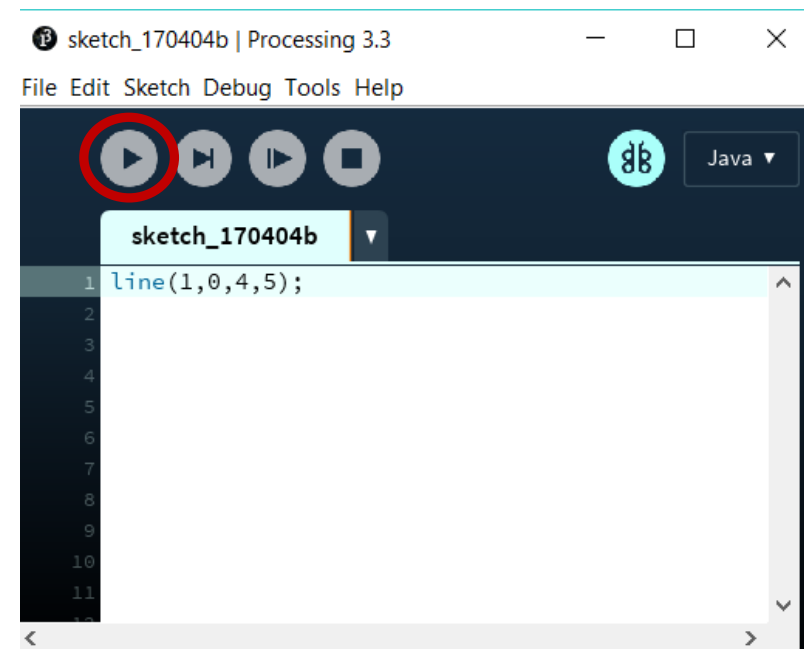 sketch_170404b | Processing 3.3
File Edit Sketch Debug Tools Help
Java
sketch_170404b
1 line(1,0,4,5);
2
3
4
5
6
7
8
9
10
11